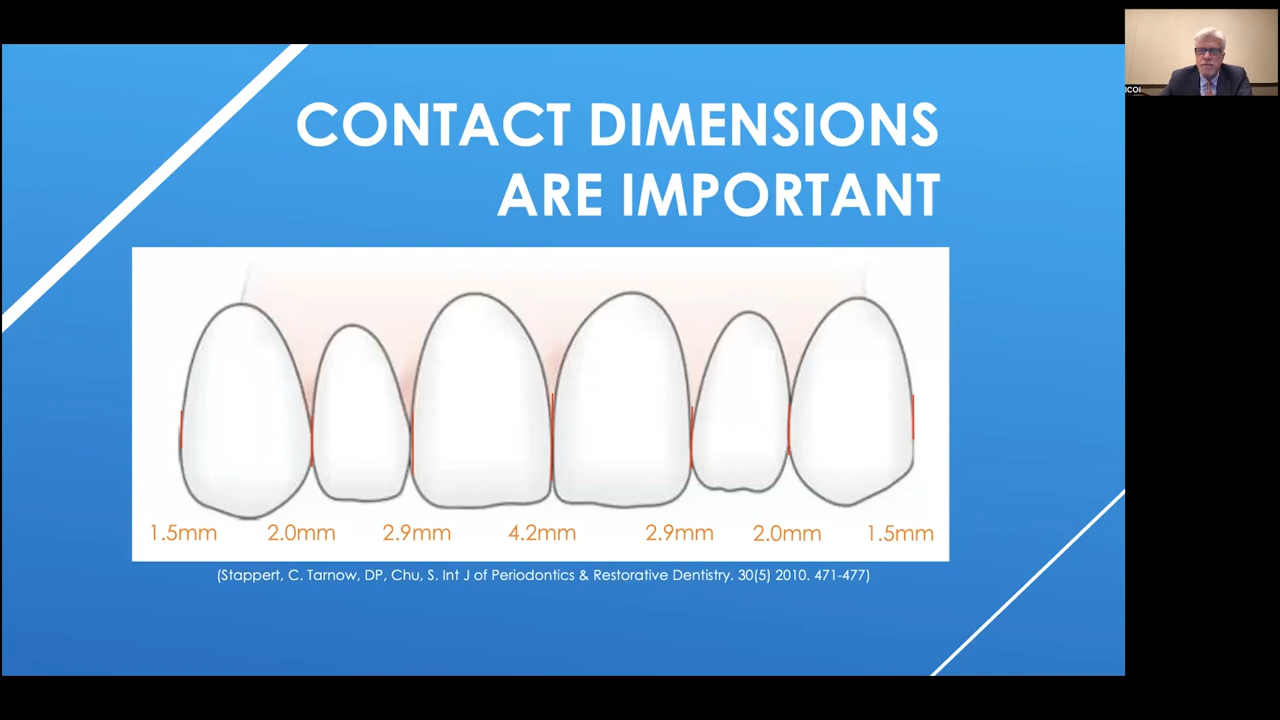 CONTACT DIMENSIONS
ARE IMPORTANT
1.5mm 2.0mm 2.9mm 4.2mm 2.9mm 2.0mm 1.5mm
(Stappert, C. Tarnow, DP, Chu, S. Int J of Periodontics & Restorative Dentistry. 30(5) 2010. 471-477)
ICOI